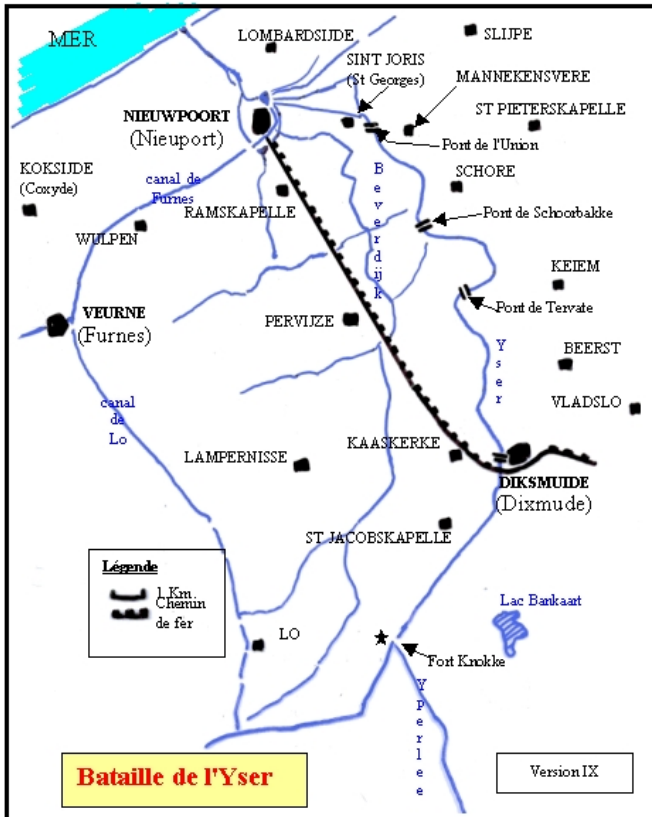 MER
LOMBARDSIJDE
SLIJPE
SINT JORIS
(St Georges)
MANNEKENSVERE
NIEUWPOORT
(Nieuport)
ST PIETERSKAPELLE
Pont de l'Union
KOKSIJDE
(Coxyde)
canal de
Furnes
Beverdijk
SCHORE
RAMSKAPELLE
Pont de Schoorbakke
WULPEN
KEIEM
VEURNE
(Furnes)
PERVIJZE
Pont de Tervate
Yser
BEERST
VLADSLO
canal
de
Lo
LAMPERNISSE
KAASKERKE
DIKSMUIDE
(Dixmude)
ST JACOBSKAPELLE
Légende
1 Km
Chemin
de fer
Lac Bankaart
LO
Fort Knokke
Yperlee
Bataille de l'Yser
Version IX